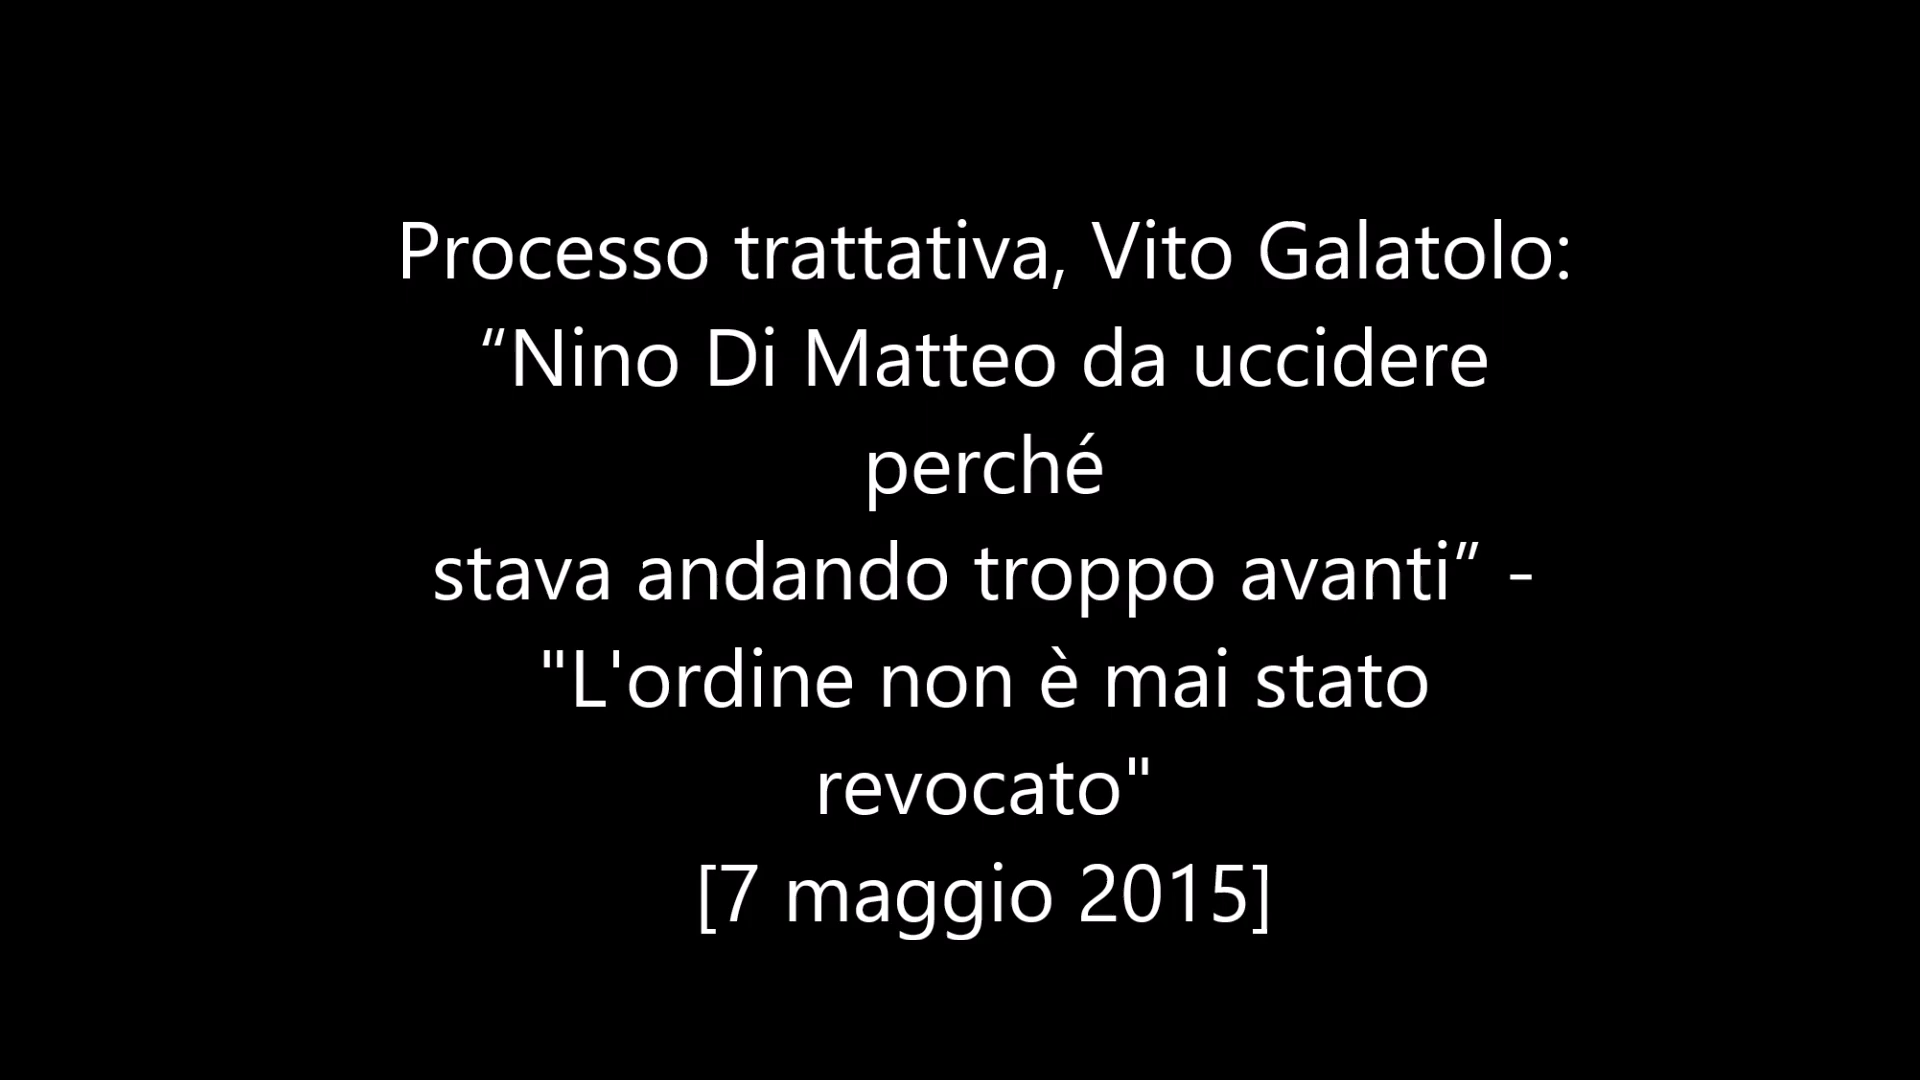 Processo trattativa, Vito Galatolo:
“Nino Di Matteo da uccidere
perché
stava andando troppo avanti” -
"L'ordine non è mai stato
revocato"
[7 maggio 2015]